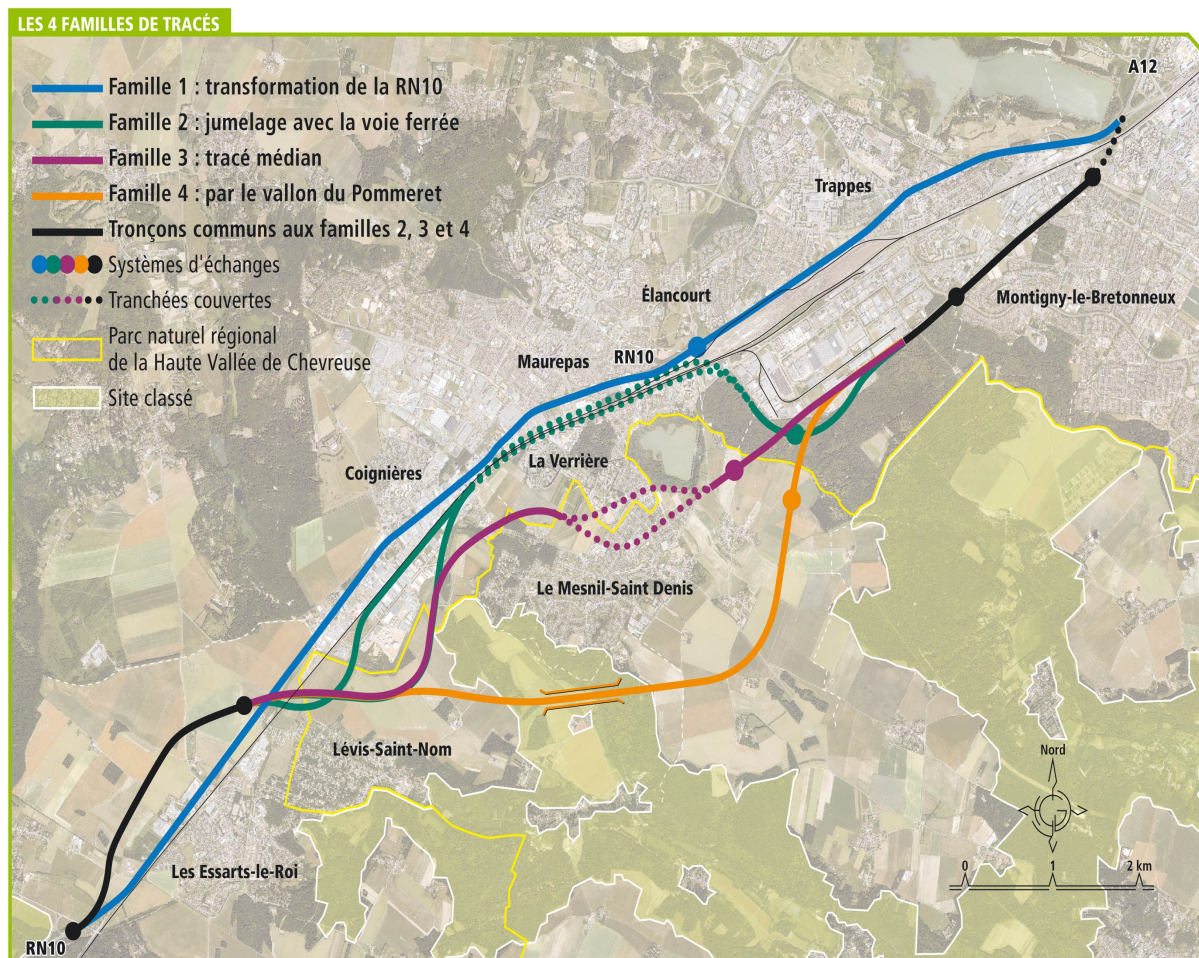 LES 4 FAMILLES DE TRACÉS
A12
Famille 1 : transformation de la RN10
Famille 2 : jumelage avec la voie ferrée
Famille 3 : tracé médian
Famille 4 : par le vallon du Pommeret
Tronçons communs aux familles 2, 3 et 4
Systèmes d'échanges
Tranchées couvertes
Parc naturel régional
de la Haute Vallée de Chevreuse
Site classé
Trappes
Élancourt
Montigny-le-Bretonneux
Maurepas
RN10
La Verrière
Coignières
Le Mesnil-Saint Denis
Lévis-Saint-Nom
Nord
Les Essarts-le-Roi
0 1 2 km
RN10